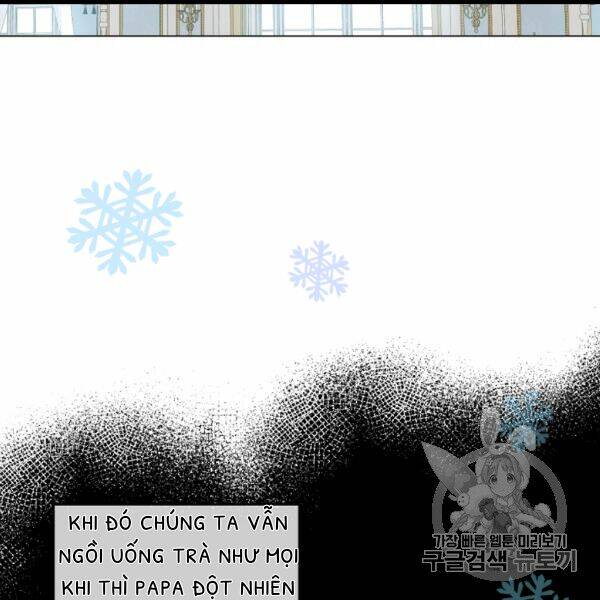 KHI ĐÓ CHÚNG TA VẪN
NGỒI UỐNG TRÀ NHƯ MỌI
KHI THÌ PAPA ĐỘT NHIÊN
가장 빠른 웹툰 미리보기
구글검색 뉴토끼